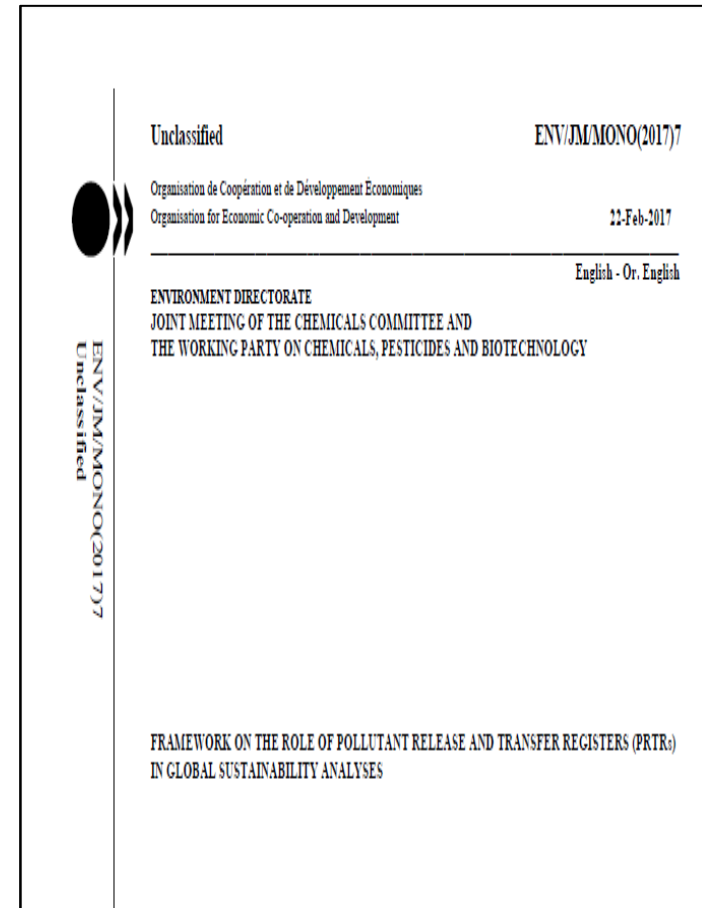 Unclassified ENV/JM/MONO(2017)7
Organisation de Coopération et de Développement Économiques
Organisation for Economic Co-operation and Development 22-Feb-2017
English - Or. English
ENVIRONMENT DIRECTORATE
JOINT MEETING OF THE CHEMICALS COMMITTEE AND
THE WORKING PARTY ON CHEMICALS, PESTICIDES AND BIOTECHNOLOGY
ENV/JM/MONO(2017)7
Unclassified
FRAMEWORK ON THE ROLE OF POLLUTANT RELEASE AND TRANSFER REGISTERS (PRTRs)
IN GLOBAL SUSTAINABILITY ANALYSES